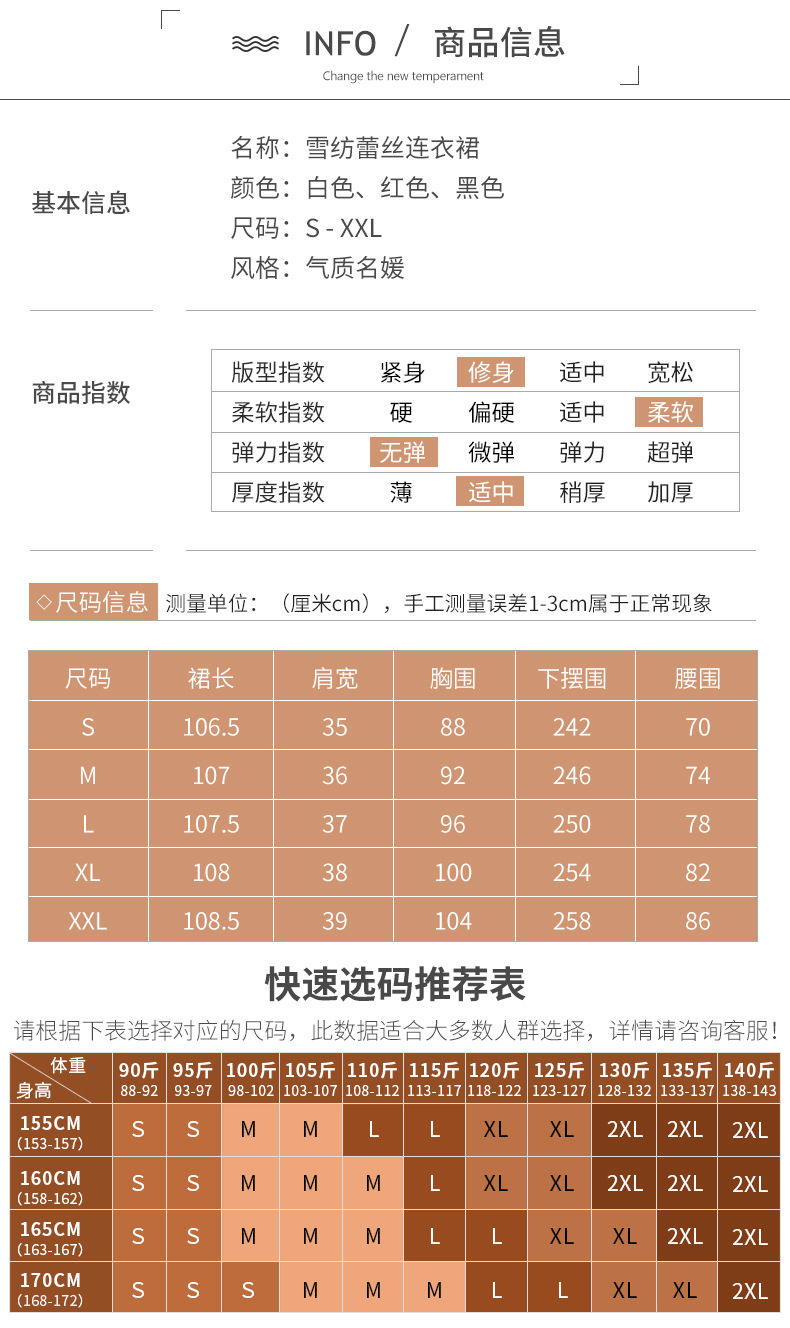 INFO / 商品信息
Change the new temperament
基本信息
名称：雪纺蕾丝连衣裙
颜色：白色、红色、黑色
尺码：S - XXL
风格：气质名媛
商品指数
版型指数 紧身 修身 适中 宽松
柔软指数 硬 偏硬 适中 柔软
弹力指数 无弹 微弹 弹力 超弹
厚度指数 薄 适中 稍厚 加厚
◇尺码信息 测量单位：（厘米cm），手工测量误差1-3cm属于正常现象
尺码 裙长 肩宽 胸围 下摆围 腰围
S 106.5 35 88 242 70
M 107 36 92 246 74
L 107.5 37 96 250 78
XL 108 38 100 254 82
XXL 108.5 39 104 258 86
快速选码推荐表
请根据下表选择对应的尺码，此数据适合大多数人群选择，详情请咨询客服！
体重 90斤 95斤 100斤 105斤 110斤 115斤 120斤 125斤 130斤 135斤 140斤
身高 88-92 93-97 98-102 103-107 108-112 113-117 118-122 123-127 128-132 133-137 138-143
155CM S S M M L L XL XL 2XL 2XL 2XL
（153-157）
160CM S S M M M L XL XL 2XL 2XL 2XL
（158-162）
165CM S S M M M L L XL XL 2XL 2XL
（163-167）
170CM S S S M M M L L XL XL 2XL
（168-172）